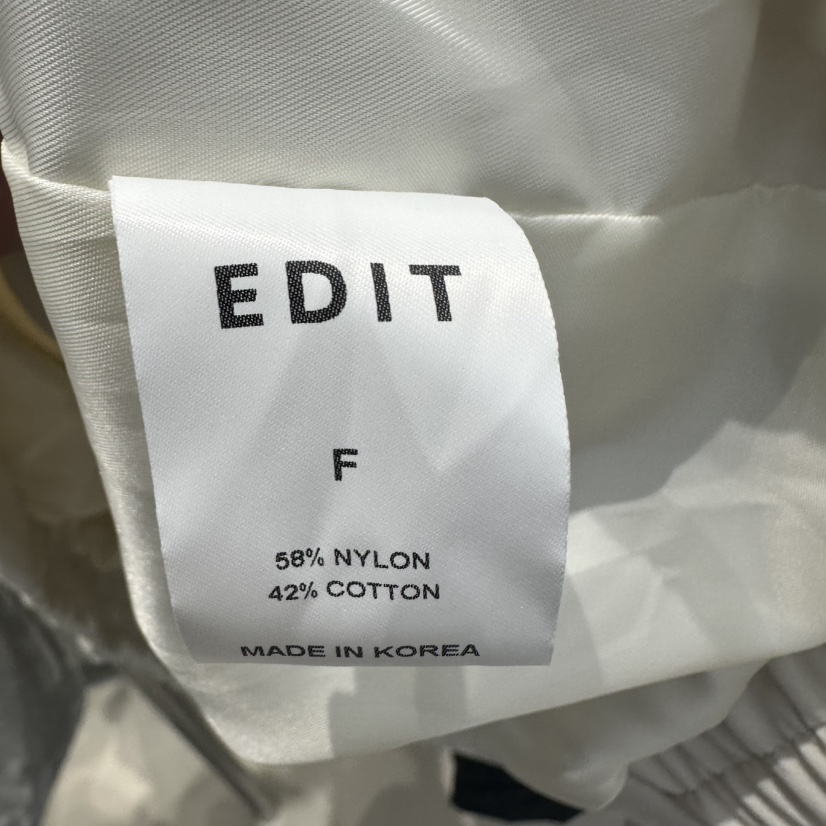 EDIT
F
58% NYLON
42% COTTON
MADE IN KOREA